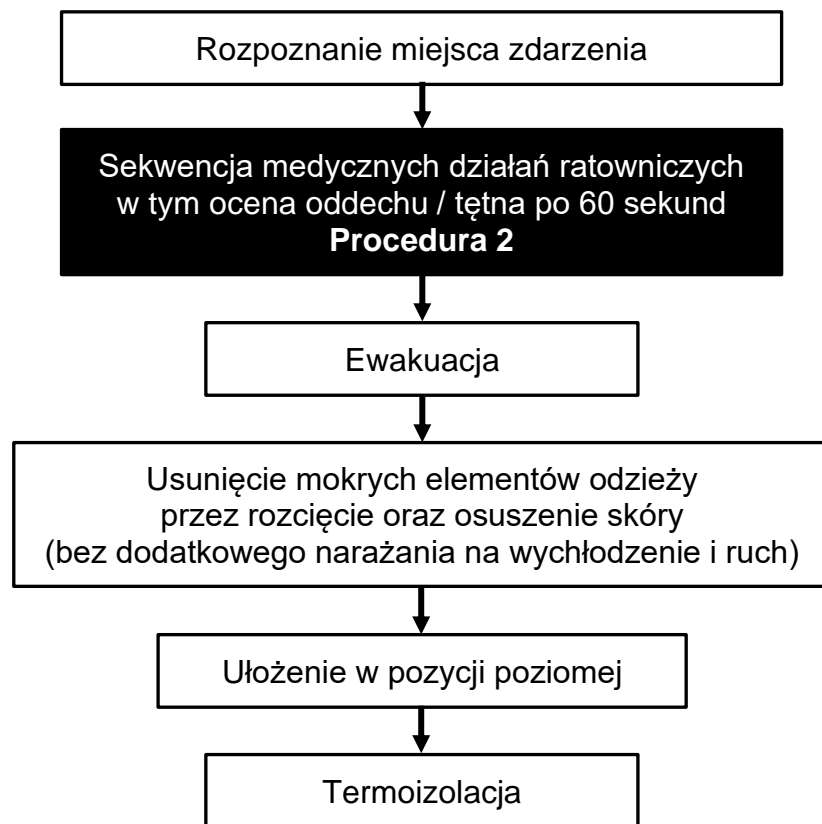 Rozpoznanie miejsca zdarzenia
Sekwencja medycznych działań ratowniczych
w tym ocena oddechu / tętna po 60 sekund
Procedura 2
Ewakuacja
Usunięcie mokrych elementów odzieży
przez rozcięcie oraz osuszenie skóry
(bez dodatkowego narażania na wychłodzenie i ruch)
Ułożenie w pozycji poziomej
Termoizolacja